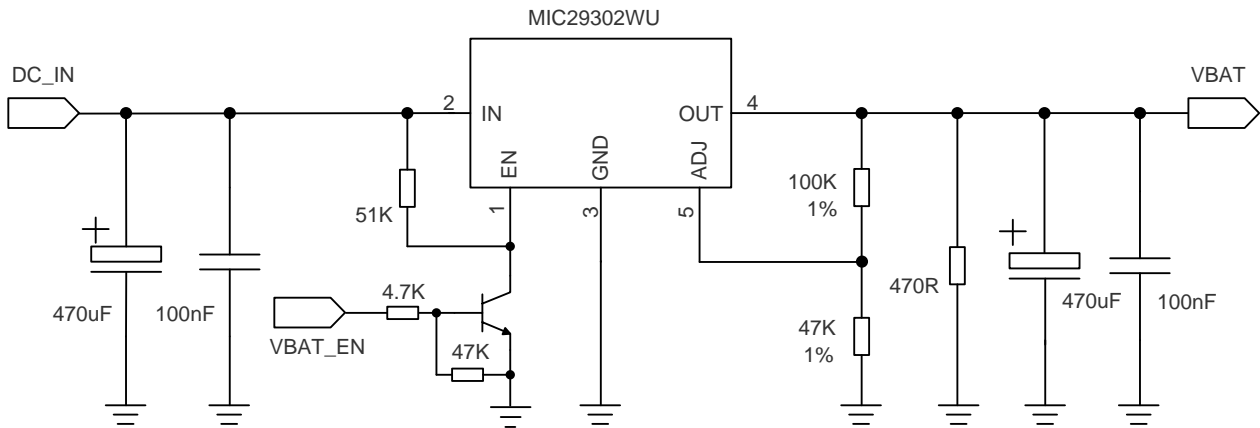 MIC29302WU
DC_IN
VBAT
2
IN
OUT
4
EN
GND
ADJ
1
3
5
51K
100K
1%
+
470uF
100nF
4.7K
VBAT_EN
47K
47K
1%
470R
+
470uF
100nF